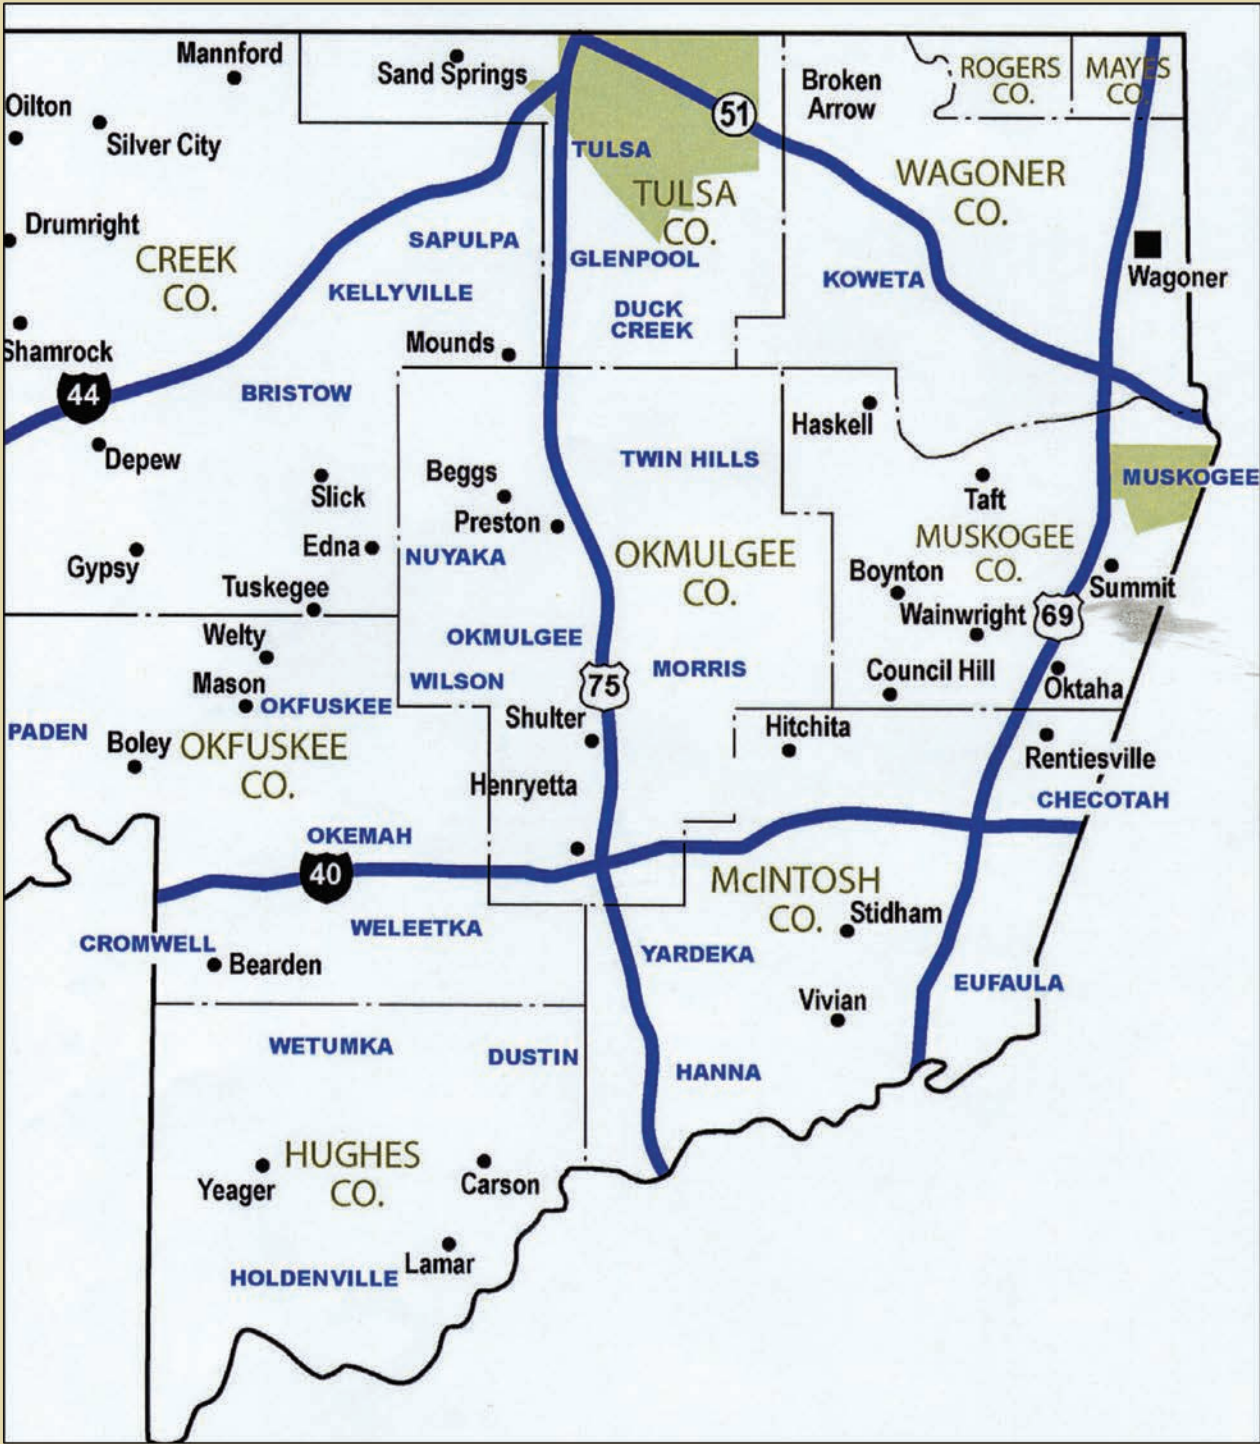 Mannford
Sand Springs
Broken
Arrow
ROGERS
CO.
MAYES
CO.
Oilton
Silver City
51
TULSA
TULSA
CO.
WAGONER
CO.
Drumright
CREEK
CO.
SAPULPA
GLENPOOL
KOWETA
Wagoner
KELLYVILLE
DUCK
CREEK
Shamrock
Mounds
44
BRISTOW
Haskell
Depew
Slick
Beggs
TWIN HILLS
Taft
MUSKOGEE
Preston
Gypsy
Edna
NUYAKA
OKMULGEE
CO.
MUSKOGEE
CO.
Boynton
Summit
Tuskegee
Wainwright
69
Welty
OKMULGEE
MORRIS
Council Hill
Oktaha
Mason
WILSON
75
OKFUSKEE
Shulter
Hitchita
PADEN
Boley
OKFUSKEE
CO.
Rentiesville
Henryetta
CHECOTAH
OKEMAH
40
McINTOSH
CO.
Stidham
WELEETKA
CROMWELL
Bearden
YARDEKA
EUFAULA
Vivian
WETUMKA
DUSTIN
HANNA
HUGHES
CO.
Yeager
Carson
Lamar
HOLDENVILLE